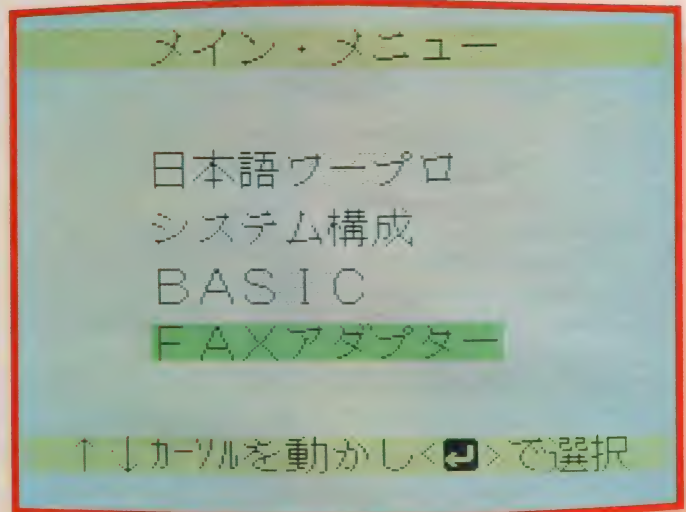 メイン・メニュー
日本語ワープロ
システム構成
BASIC
FAXアダプター
↑↓カーソルを動かし<↵>で選択